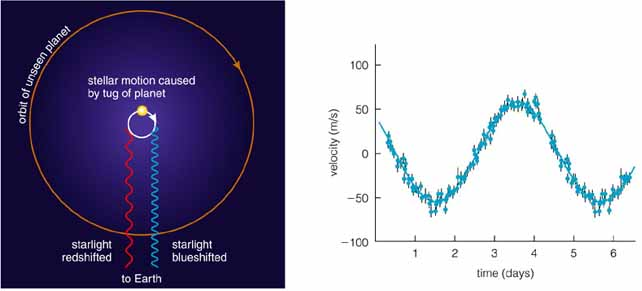 orbit of unseen planet
stellar motion caused
by tug of planet
starlight
redshifted
starlight
blueshifted
to Earth
velocity (m/s)
100
50
0
−50
−100
1 2 3 4 5 6
time (days)